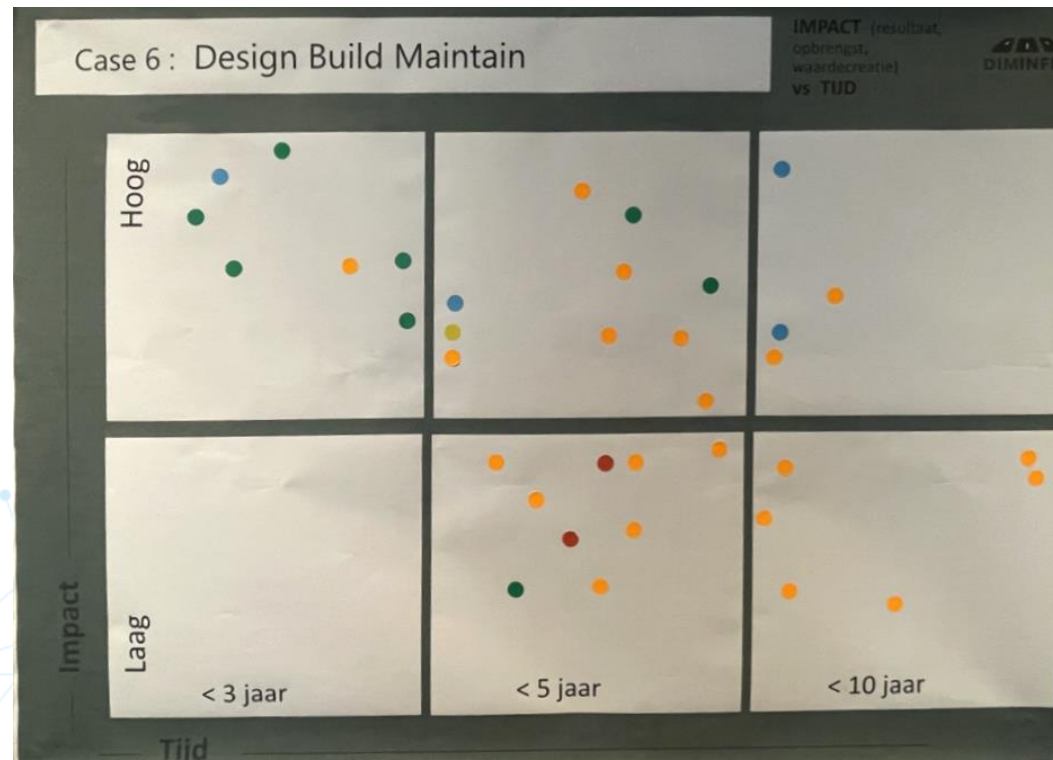 Case 6 : Design Build Maintain
IMPACT (resultaat,
opbrengst,
waardecreatie)
vs TIJD
Hoog
Laag
Impact
< 3 jaar
< 5 jaar
< 10 jaar
Tijd